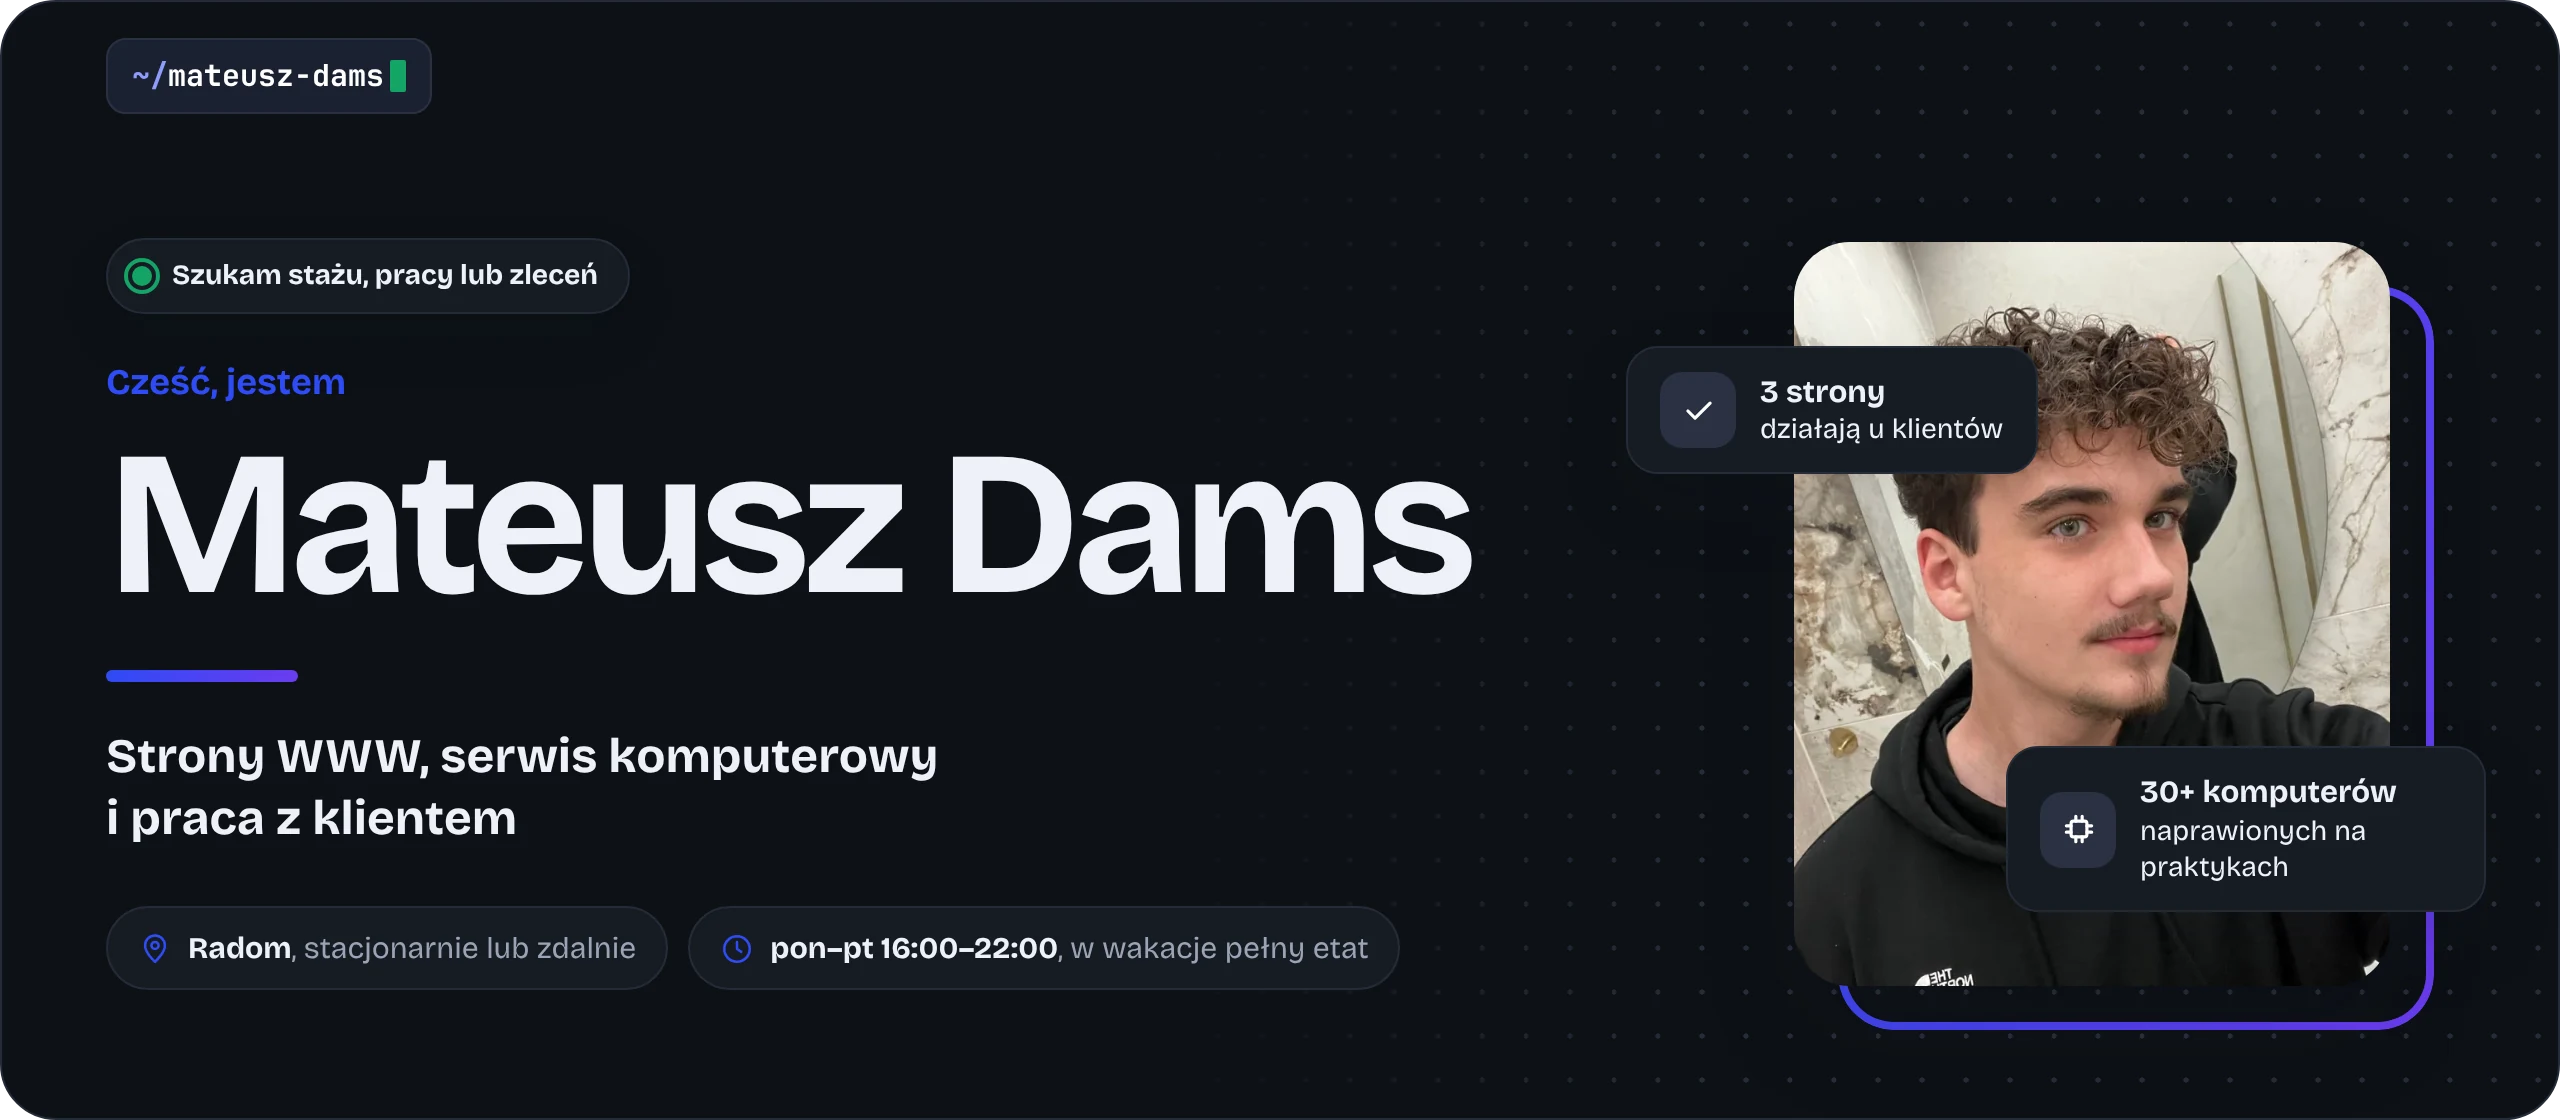 ~/mateusz-dams
Szukam stażu, pracy lub zleceń
Cześć, jestem
Mateusz Dams
Strony WWW, serwis komputerowy
i praca z klientem
Radom, stacjonarnie lub zdalnie
pon–pt 16:00–22:00, w wakacje pełny etat
3 strony
działają u klientów
30+ komputerów
naprawionych na
praktykach
THE